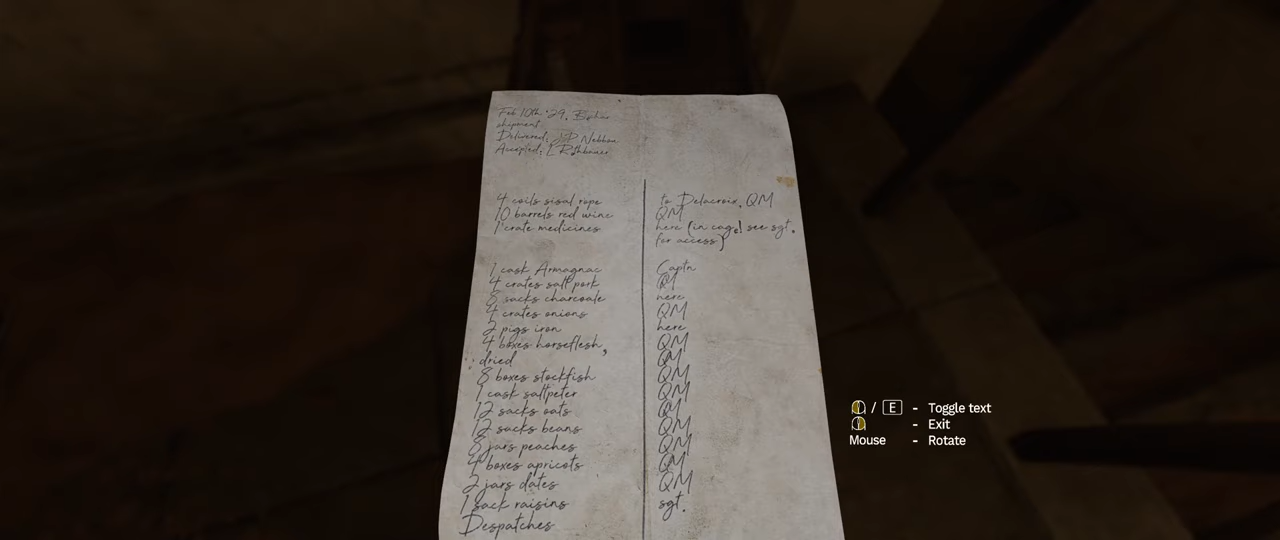 Feb 10th '29, Bishar
shipment
Delivered; JD Nebhan
Accepted; L Rothbauer
4 coils sisal rope to Delacroix, QM
10 barrels red wine QM
1 crate medicines here (in cage! see sgt.
for access)
1 cask Armagnac Captn
4 crates salt pork QM
8 sacks charcoale here
4 crates onions QM
2 pigs iron here
4 boxes horseflesh, QM
dried QM
8 boxes stockfish QM
1 cask saltpeter QM
12 sacks oats QM
12 sacks beans QM
8 jars peaches QM
4 boxes apricots QM
2 jars dates QM
1 sack raisins sgt.
Despatches
/ E - Toggle text
- Exit
Mouse - Rotate